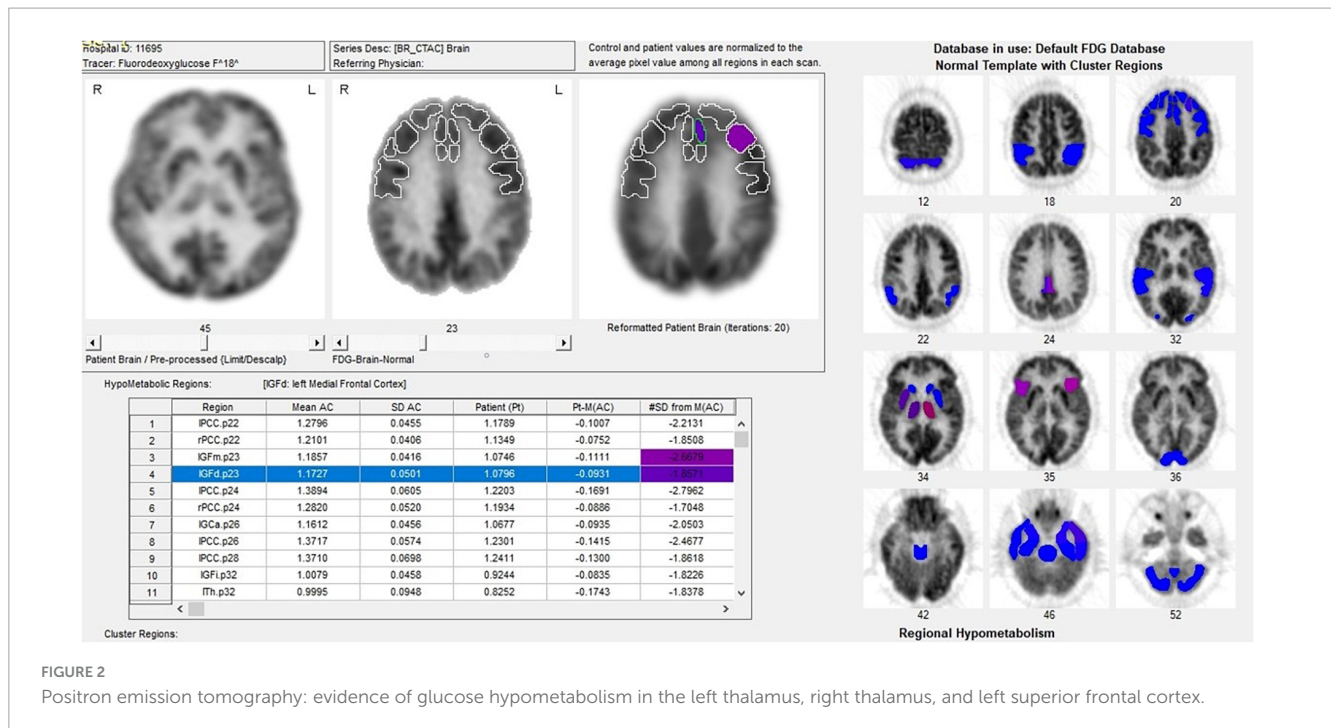 Hospital ID: 11695
Tracer: Fluorodeoxyglucose F^18^
Series Desc: [BR_CTAC] Brain
Referring Physician:
Control and patient values are normalized to the
average pixel value among all regions in each scan.
Database in use: Default FDG Database
Normal Template with Cluster Regions
R L
R L
12 18 20
22 24 32
34 35 36
42 46 52
Regional Hypometabolism
45
Patient Brain / Pre-processed {Limit/Descalp}
23
FDG-Brain-Normal
Reformatted Patient Brain (Iterations: 20)
HypoMetabolic Regions: [lGFd: left Medial Frontal Cortex]
Region Mean AC SD AC Patient (Pt) Pt-M(AC) #SD from M(AC)
1 lPCC.p22 1.2796 0.0455 1.1789 -0.1007 -2.2131
2 rPCC.p22 1.2101 0.0406 1.1349 -0.0752 -1.8508
3 lGFm.p23 1.1857 0.0416 1.0746 -0.1111 -2.6679
4 lGFd.p23 1.1727 0.0501 1.0796 -0.0931 -1.8571
5 lPCC.p24 1.3894 0.0605 1.2203 -0.1691 -2.7962
6 rPCC.p24 1.2820 0.0520 1.1934 -0.0886 -1.7048
7 lGCa.p26 1.1612 0.0456 1.0677 -0.0935 -2.0503
8 lPCC.p26 1.3717 0.0574 1.2301 -0.1415 -2.4677
9 lPCC.p28 1.3710 0.0698 1.2411 -0.1300 -1.8618
10 lGFi.p32 1.0079 0.0458 0.9244 -0.0835 -1.8226
11 lTh.p32 0.9995 0.0948 0.8252 -0.1743 -1.8378
Cluster Regions:
FIGURE 2
Positron emission tomography: evidence of glucose hypometabolism in the left thalamus, right thalamus, and left superior frontal cortex.